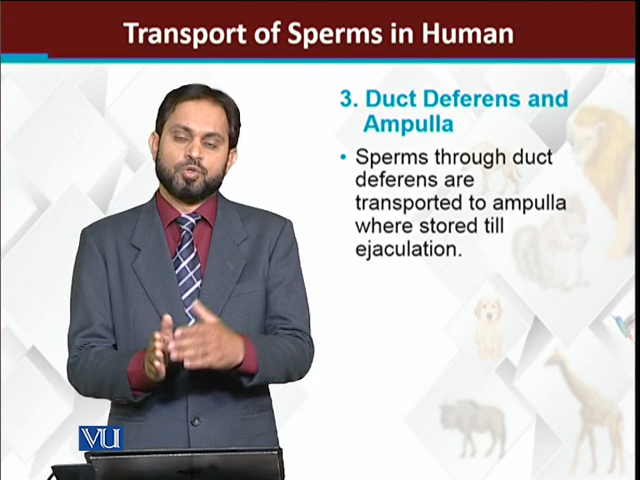 Transport of Sperms in Human
3. Duct Deferens and
Ampulla
• Sperms through duct
deferens are
transported to ampulla
where stored till
ejaculation.
VU